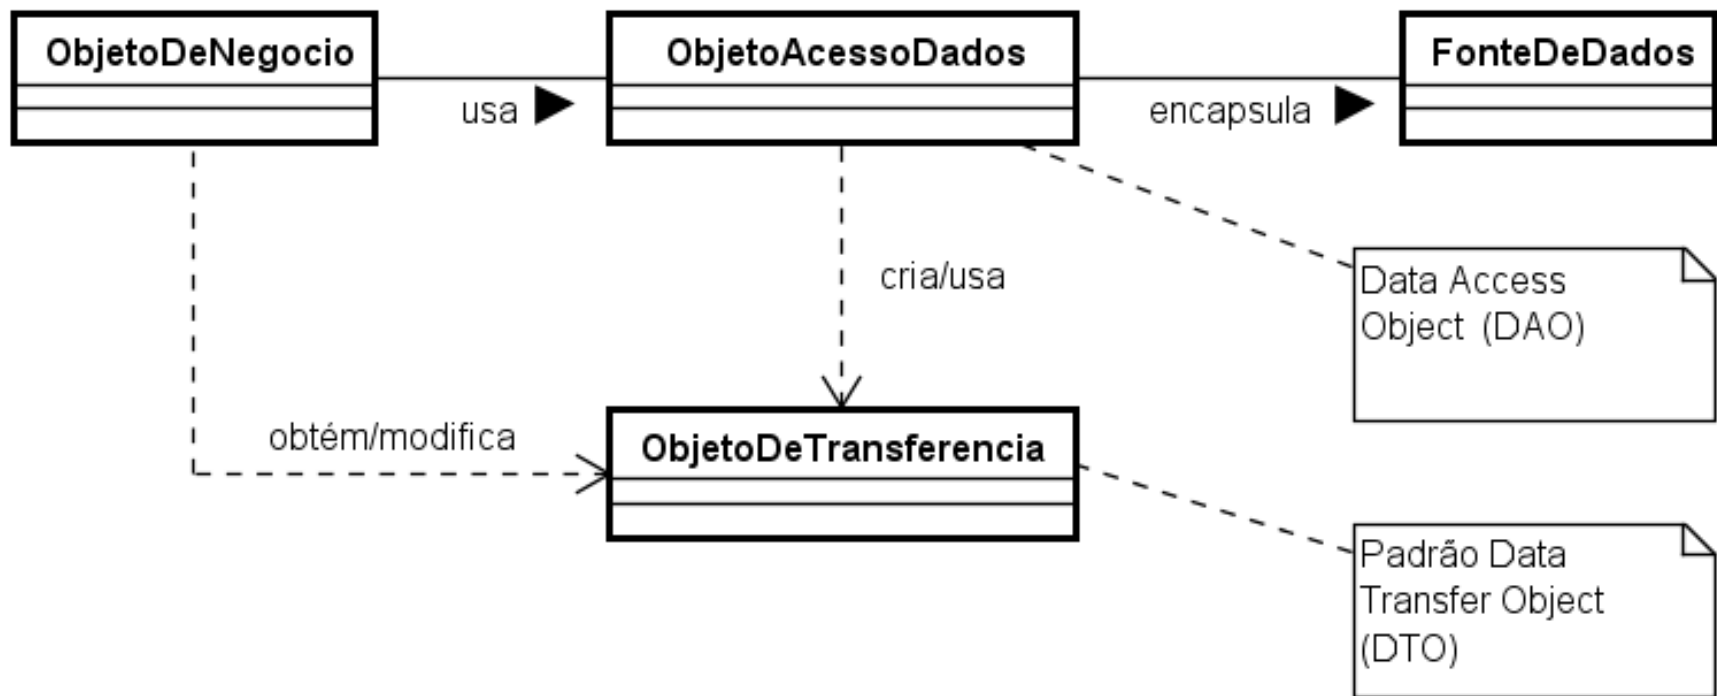 ObjetoDeNegocio
ObjetoAcessoDados
FonteDeDados
usa
encapsula
Data Access
Object (DAO)
cria/usa
obtém/modifica
ObjetoDeTransferencia
Padrão Data
Transfer Object
(DTO)